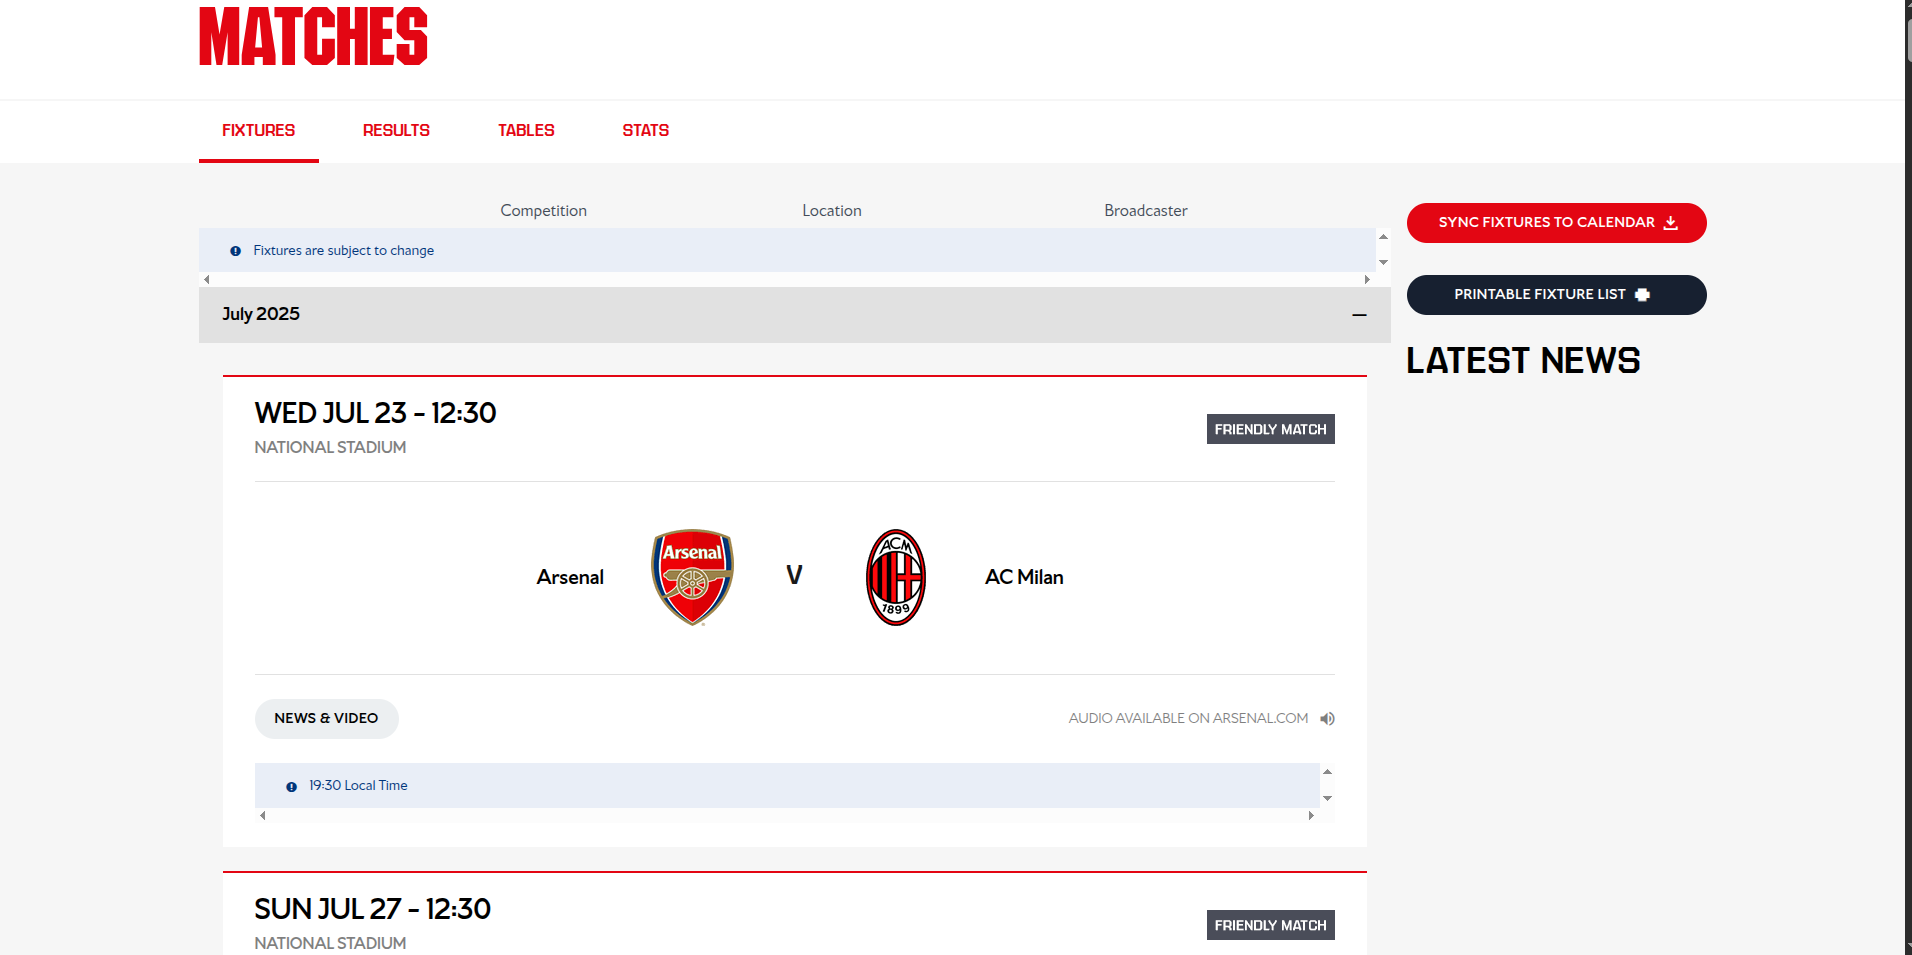 MATCHES
FIXTURES RESULTS TABLES STATS
Competition Location Broadcaster
Fixtures are subject to change
July 2025
WED JUL 23 - 12:30
NATIONAL STADIUM
FRIENDLY MATCH
Arsenal
Arsenal
V
ACM
1899
AC Milan
NEWS & VIDEO
AUDIO AVAILABLE ON ARSENAL.COM
19:30 Local Time
SUN JUL 27 - 12:30
NATIONAL STADIUM
FRIENDLY MATCH
SYNC FIXTURES TO CALENDAR
PRINTABLE FIXTURE LIST
LATEST NEWS